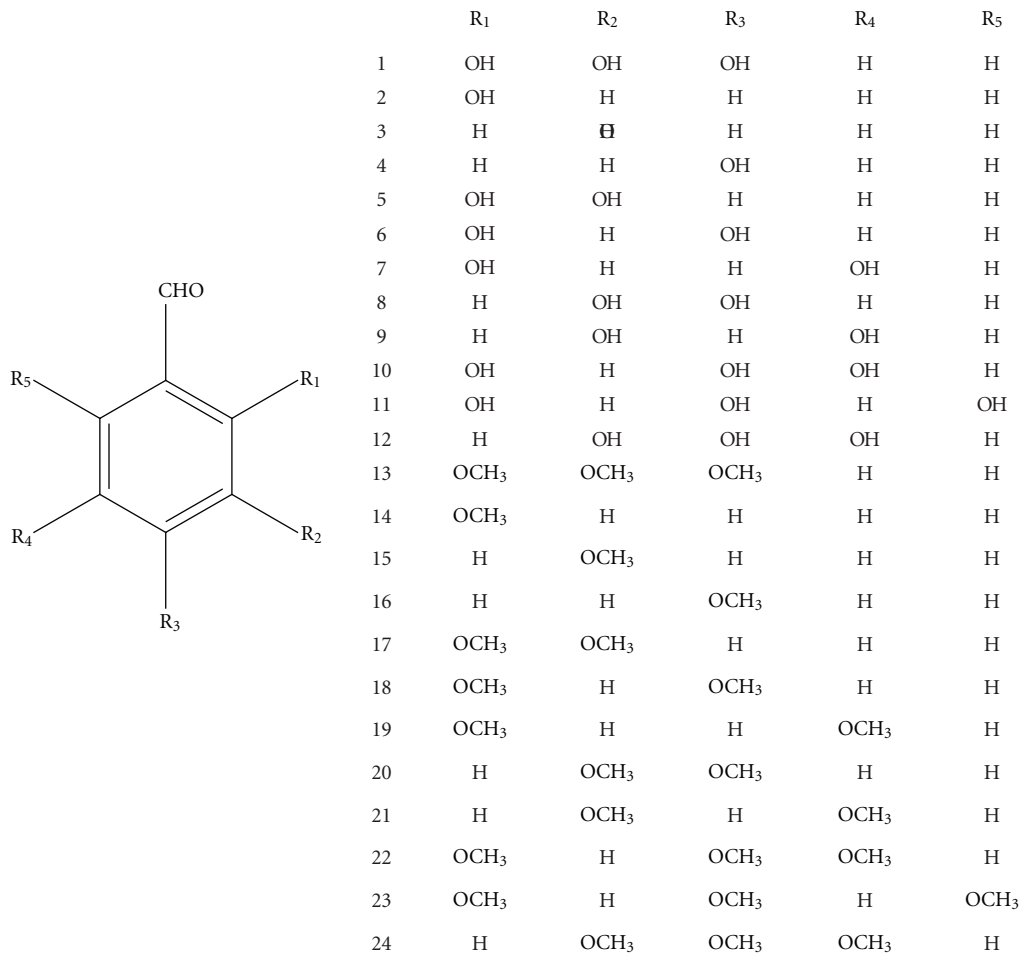 R₁ R₂ R₃ R₄ R₅
1 OH OH OH H H
2 OH H H H H
3 H H H H
4 H H OH H H
5 OH OH H H H
6 OH H OH H H
7 OH H H OH H
8 H OH OH H H
9 H OH H OH H
10 OH H OH OH H
11 OH H OH H OH
12 H OH OH OH H
13 OCH₃ OCH₃ OCH₃ H H
14 OCH₃ H H H H
15 H OCH₃ H H H
16 H H OCH₃ H H
17 OCH₃ OCH₃ H H H
18 OCH₃ H OCH₃ H H
19 OCH₃ H H OCH₃ H
20 H OCH₃ OCH₃ H H
21 H OCH₃ H OCH₃ H
22 OCH₃ H OCH₃ OCH₃ H
23 OCH₃ H OCH₃ H OCH₃
24 H OCH₃ OCH₃ OCH₃ H
CHO
R₅ R₁
R₄ R₂
R₃